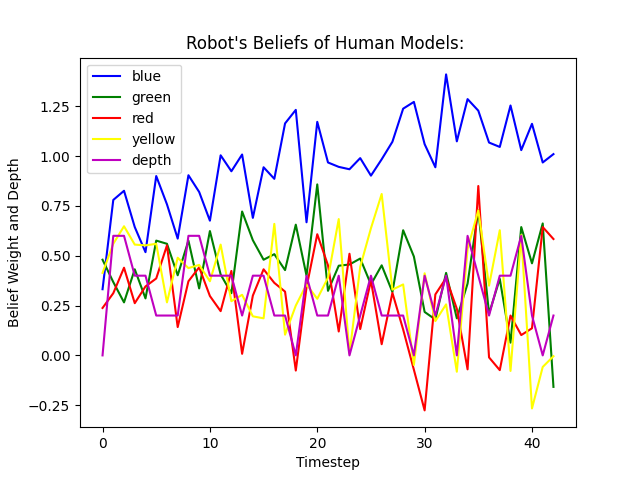 Robot's Beliefs of Human Models:
blue
green
red
yellow
depth
Belief Weight and Depth
1.25
1.00
0.75
0.50
0.25
0.00
−0.25
0 10 20 30 40
Timestep